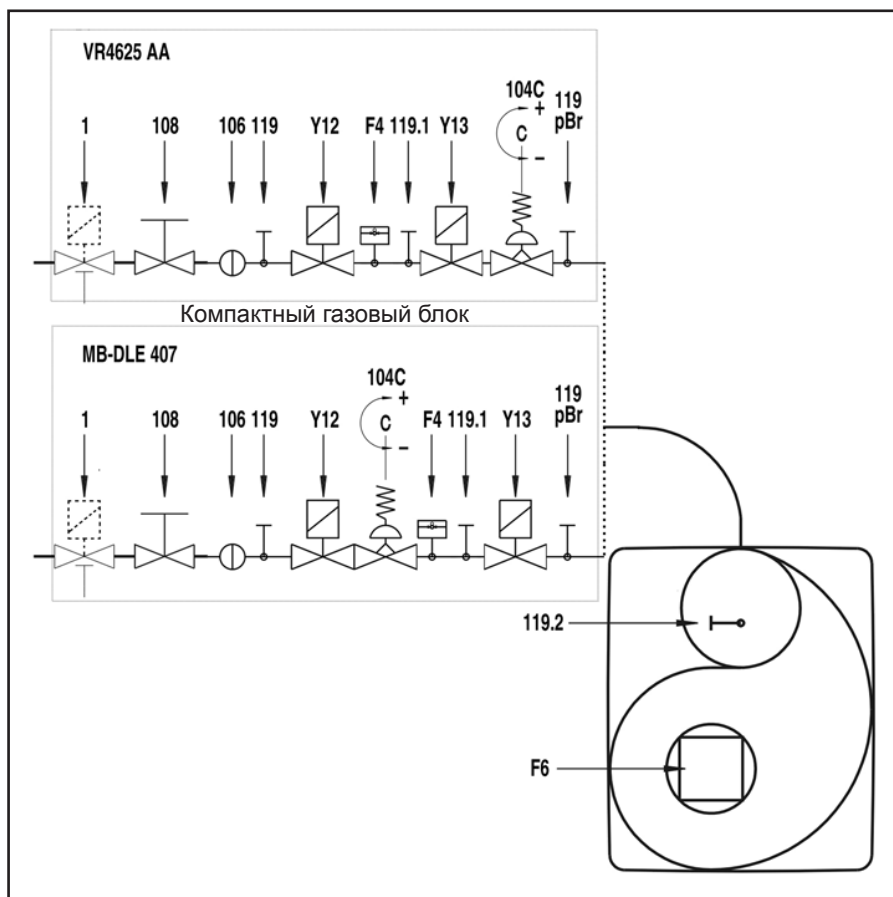 VR4625 AA
104C
119
+
C
-
pBr
1 108 106 119 Y12 F4 119.1 Y13
Компактный газовый блок
MB-DLE 407
104C
+
C
-
119
pBr
1 108 106 119 Y12 F4 119.1 Y13
119.2
F6